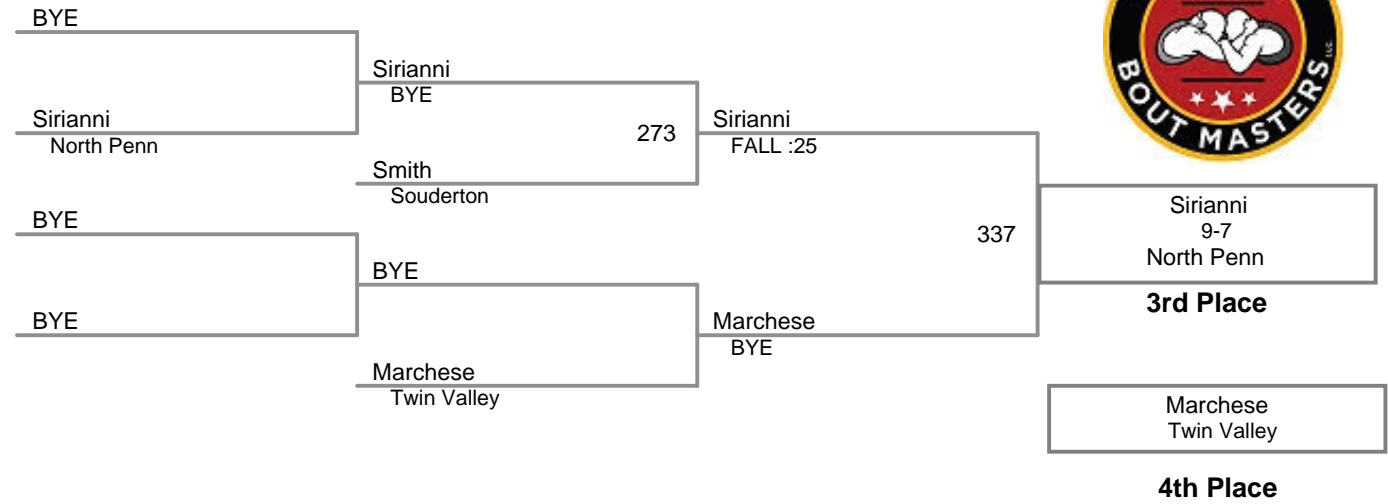 BYE
Sirianni
BYE
Sirianni
North Penn
273
Sirianni
FALL :25
Smith
Souderton
BYE
BYE
BYE
Marchese
BYE
Marchese
Twin Valley
337
Sirianni
9-7
North Penn
3rd Place
Marchese
Twin Valley
4th Place
BOUT MASTERS